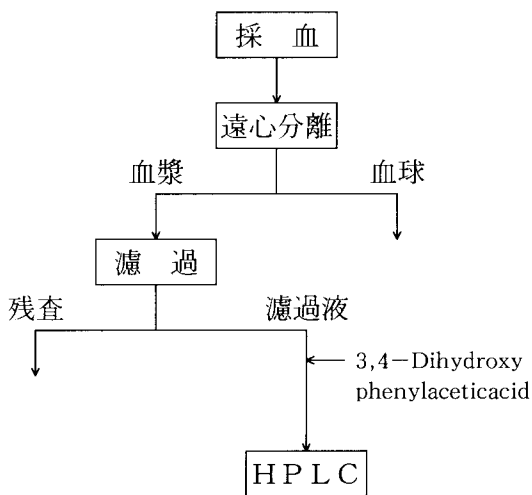 採 血
遠心分離
血漿
血球
濾 過
残査
濾過液
3,4-Dihydroxy
phenylaceticacid
HPLC